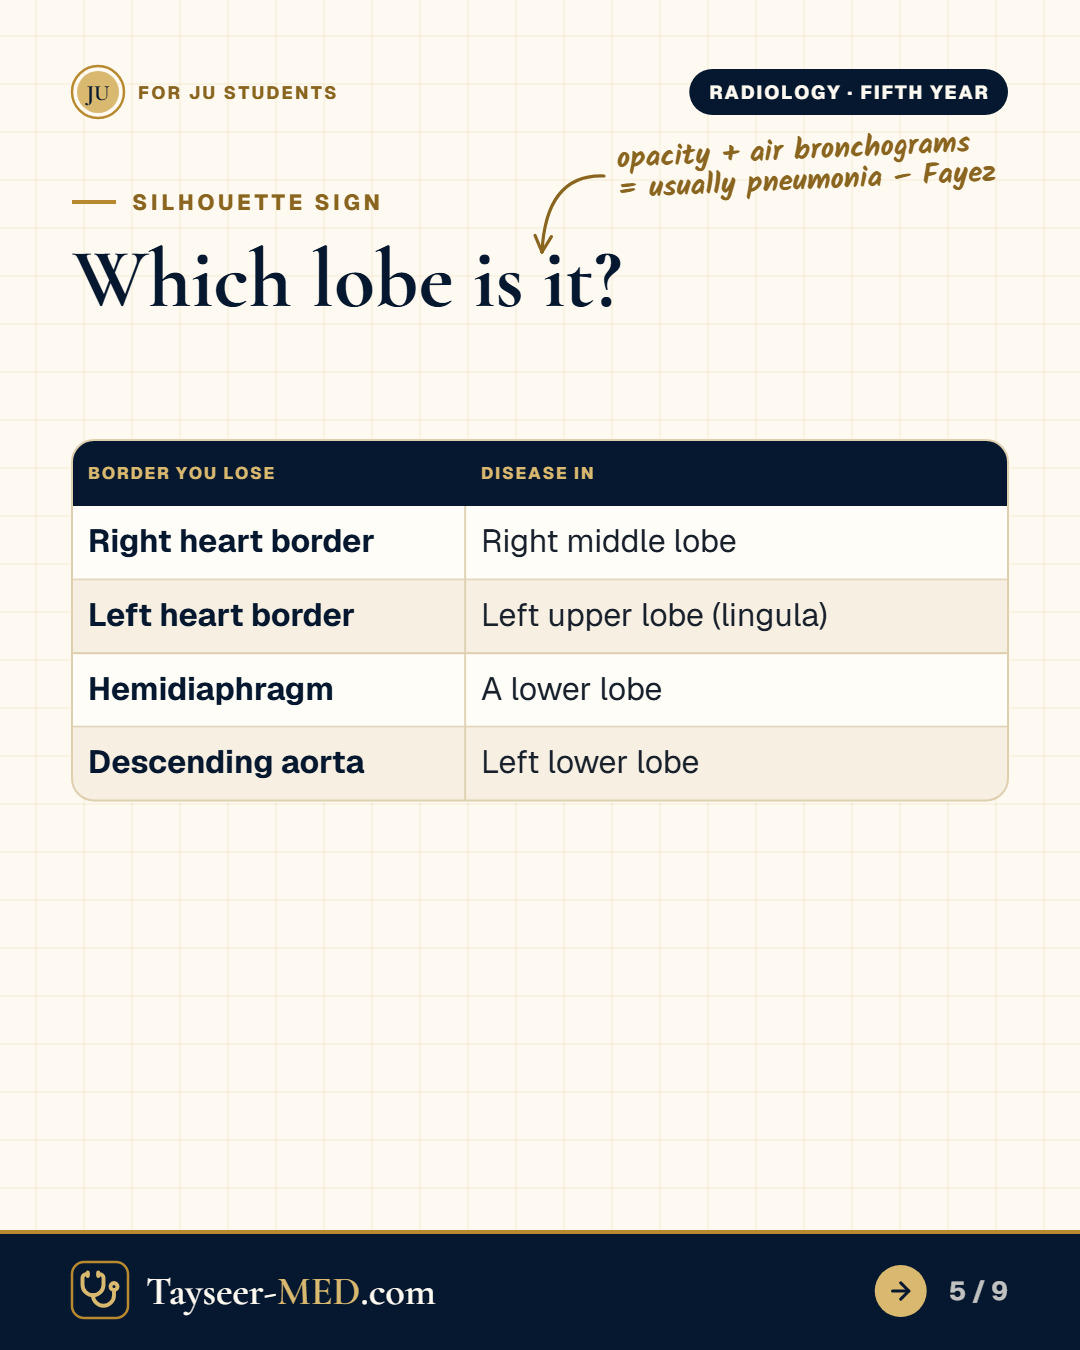 JU FOR JU STUDENTS
RADIOLOGY · FIFTH YEAR
opacity + air bronchograms
= usually pneumonia – Fayez
SILHOUETTE SIGN
Which lobe is it?
BORDER YOU LOSE DISEASE IN
Right heart border Right middle lobe
Left heart border Left upper lobe (lingula)
Hemidiaphragm A lower lobe
Descending aorta Left lower lobe
Tayseer-MED.com
5 / 9